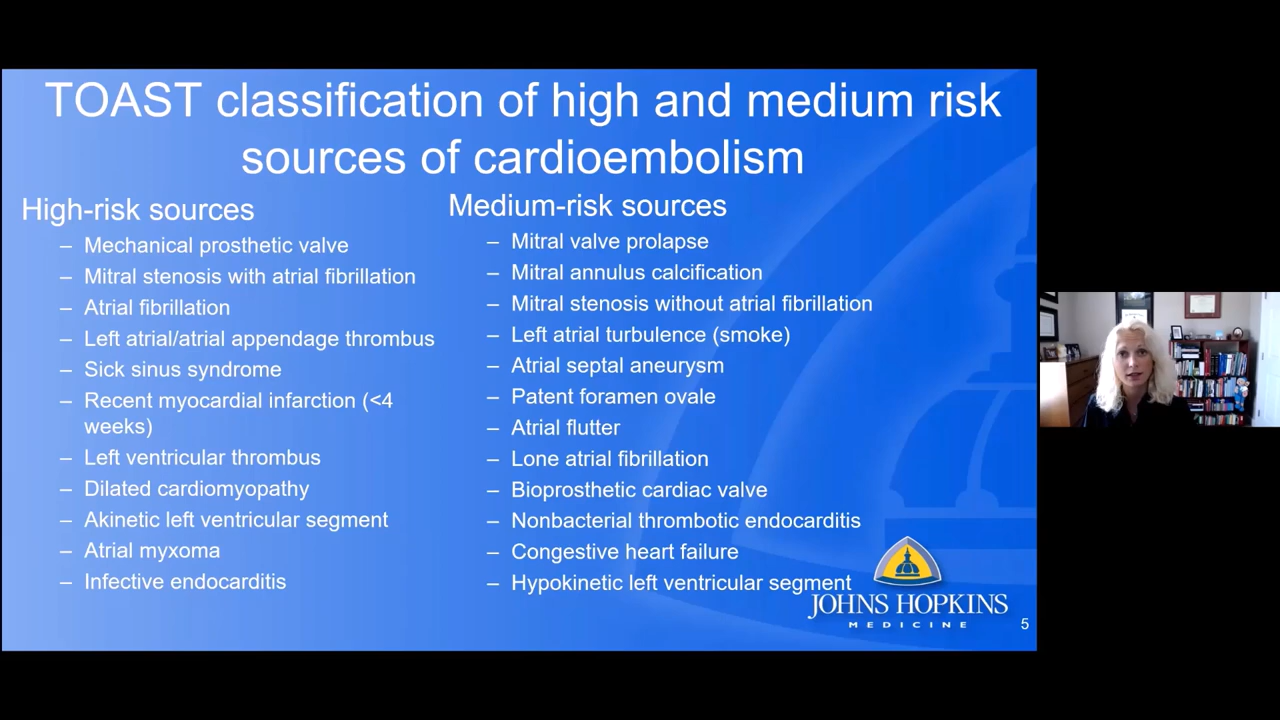 TOAST classification of high and medium risk
sources of cardioembolism
High-risk sources
– Mechanical prosthetic valve
– Mitral stenosis with atrial fibrillation
– Atrial fibrillation
– Left atrial/atrial appendage thrombus
– Sick sinus syndrome
– Recent myocardial infarction (<4
weeks)
– Left ventricular thrombus
– Dilated cardiomyopathy
– Akinetic left ventricular segment
– Atrial myxoma
– Infective endocarditis
Medium-risk sources
– Mitral valve prolapse
– Mitral annulus calcification
– Mitral stenosis without atrial fibrillation
– Left atrial turbulence (smoke)
– Atrial septal aneurysm
– Patent foramen ovale
– Atrial flutter
– Lone atrial fibrillation
– Bioprosthetic cardiac valve
– Nonbacterial thrombotic endocarditis
– Congestive heart failure
– Hypokinetic left ventricular segment
JOHNS HOPKINS
MEDICINE
5